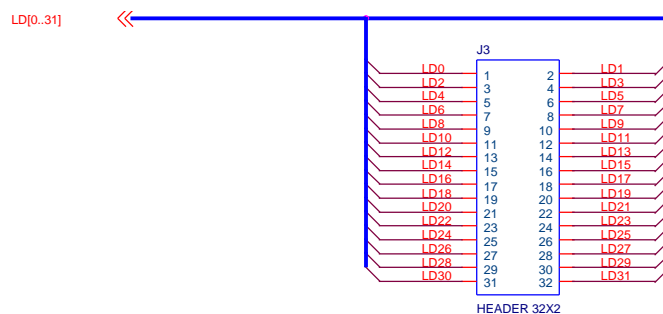 LD[0..31]
J3
LD0 1 2 LD1
LD2 3 4 LD3
LD4 5 6 LD5
LD6 7 8 LD7
LD8 9 10 LD9
LD10 11 12 LD11
LD12 13 14 LD13
LD14 15 16 LD15
LD16 17 18 LD17
LD18 19 20 LD19
LD20 21 22 LD21
LD22 23 24 LD23
LD24 25 26 LD25
LD26 27 28 LD27
LD28 29 30 LD29
LD30 31 32 LD31
HEADER 32X2